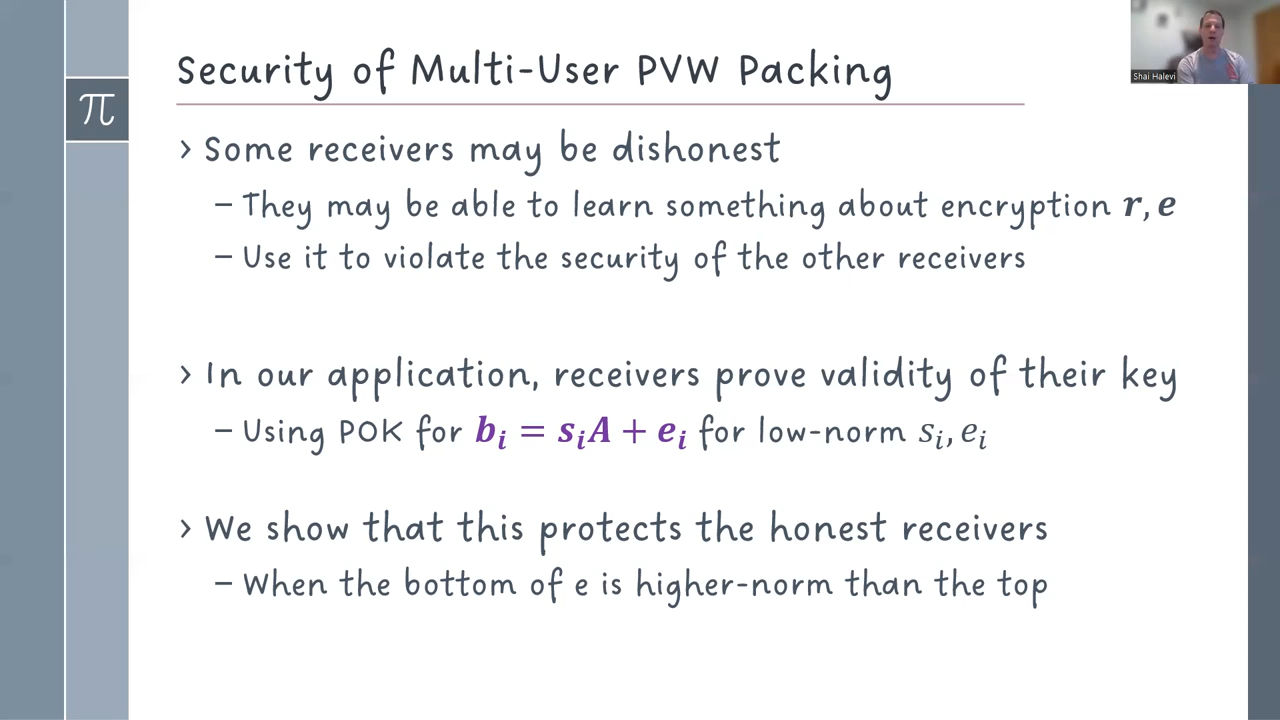 Security of Multi-User PVW Packing
Shai Halevi
π
› Some receivers may be dishonest
– They may be able to learn something about encryption r, e
– Use it to violate the security of the other receivers
› In our application, receivers prove validity of their key
– Using POK for bᵢ = sᵢA + eᵢ for low-norm sᵢ, eᵢ
› We show that this protects the honest receivers
– When the bottom of e is higher-norm than the top